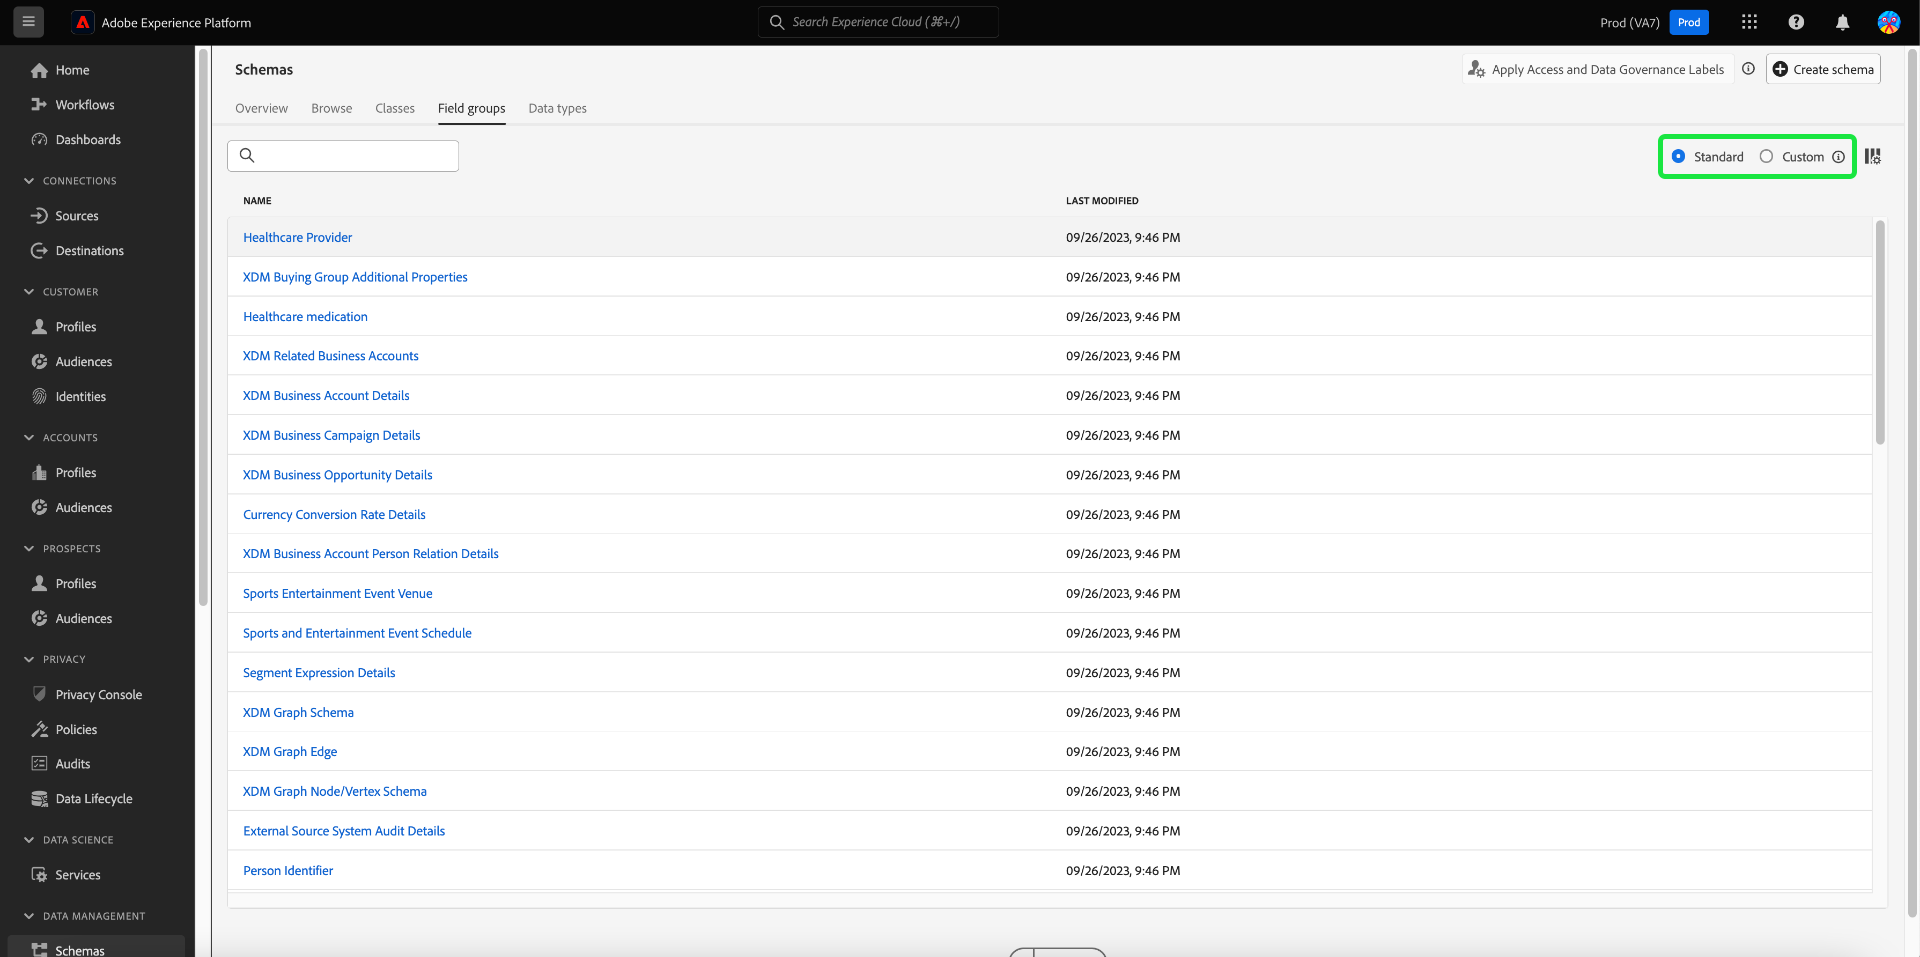 Adobe Experience Platform
Search Experience Cloud (⌘+/)
Prod (VA7)
Prod
Home
Workflows
Dashboards
CONNECTIONS
Sources
Destinations
CUSTOMER
Profiles
Audiences
Identities
ACCOUNTS
Profiles
Audiences
PROSPECTS
Profiles
Audiences
PRIVACY
Privacy Console
Policies
Audits
Data Lifecycle
DATA SCIENCE
Services
DATA MANAGEMENT
Schemas
Schemas
Apply Access and Data Governance Labels
Create schema
Overview Browse Classes Field groups Data types
Standard Custom
NAME LAST MODIFIED
Healthcare Provider 09/26/2023, 9:46 PM
XDM Buying Group Additional Properties 09/26/2023, 9:46 PM
Healthcare medication 09/26/2023, 9:46 PM
XDM Related Business Accounts 09/26/2023, 9:46 PM
XDM Business Account Details 09/26/2023, 9:46 PM
XDM Business Campaign Details 09/26/2023, 9:46 PM
XDM Business Opportunity Details 09/26/2023, 9:46 PM
Currency Conversion Rate Details 09/26/2023, 9:46 PM
XDM Business Account Person Relation Details 09/26/2023, 9:46 PM
Sports Entertainment Event Venue 09/26/2023, 9:46 PM
Sports and Entertainment Event Schedule 09/26/2023, 9:46 PM
Segment Expression Details 09/26/2023, 9:46 PM
XDM Graph Schema 09/26/2023, 9:46 PM
XDM Graph Edge 09/26/2023, 9:46 PM
XDM Graph Node/Vertex Schema 09/26/2023, 9:46 PM
External Source System Audit Details 09/26/2023, 9:46 PM
Person Identifier 09/26/2023, 9:46 PM